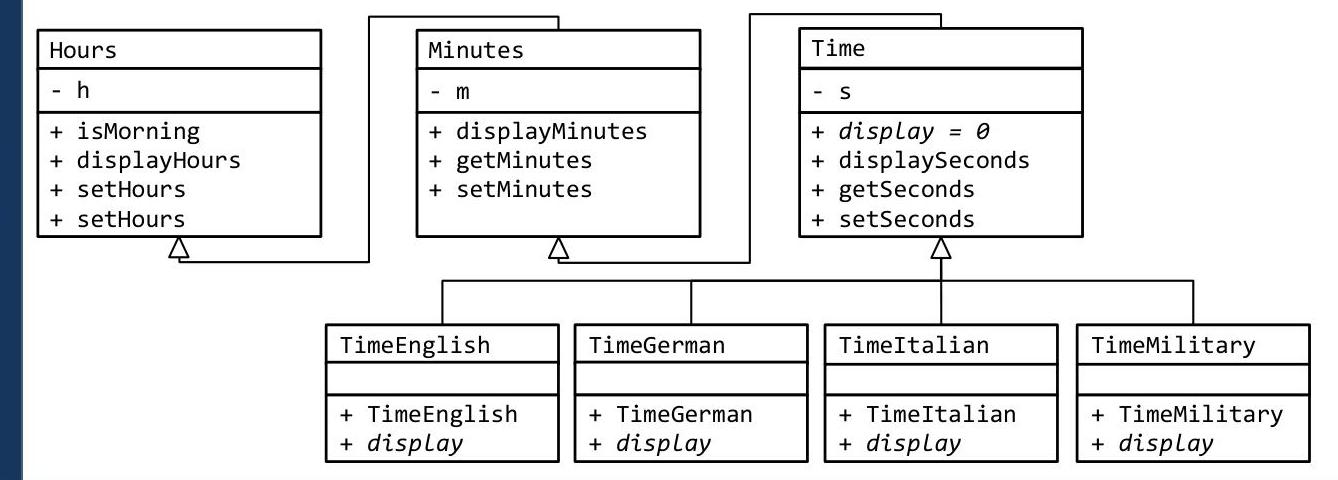 Hours
- h
+ isMorning
+ displayHours
+ setHours
+ setHours
Minutes
- m
+ displayMinutes
+ getMinutes
+ setMinutes
Time
- s
+ display = 0
+ displaySeconds
+ getSeconds
+ setSeconds
TimeEnglish
+ TimeEnglish
+ display
TimeGerman
+ TimeGerman
+ display
TimeItalian
+ TimeItalian
+ display
TimeMilitary
+ TimeMilitary
+ display